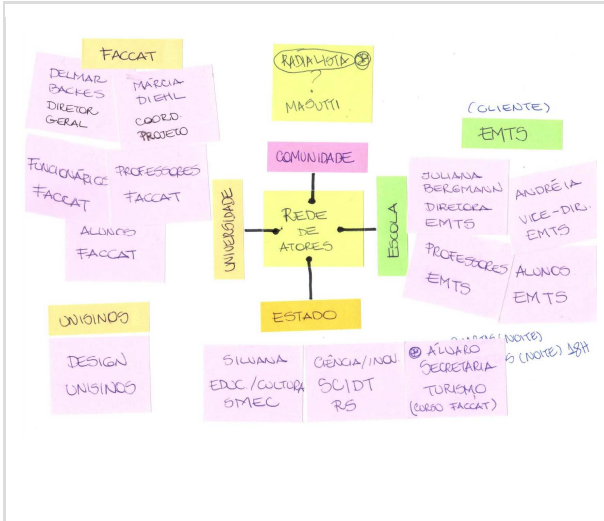 FACCAT
DELMAR
BACKES
DIRETOR
GERAL
MÁRCIA
DIEHL
COORD.
PROJETO
FUNCIONÁRIOS
FACCAT
PROFESSORES
FACCAT
ALUNOS
FACCAT
RADIALISTA
?
MASUTTI
COMUNIDADE
UNIVERSIDADE
REDE
DE
ATORES
ESCOLA
ESTADO
(CLIENTE)
EMTS
JULIANA
BERGMANN
DIRETORA
EMTS
ANDRÉIA
VICE-DIR.
EMTS
PROFESSORES
EMTS
ALUNOS
EMTS
UNISINOS
DESIGN
UNISINOS
SILVANA
EDUC/CULTURA
SMEC
CIÊNCIA/INOV.
SCIDT
RS
ÁLVARO
SECRETARIA
TURISMO
(CURSO FACCAT)
(NOITE)
(NOITE) 18H